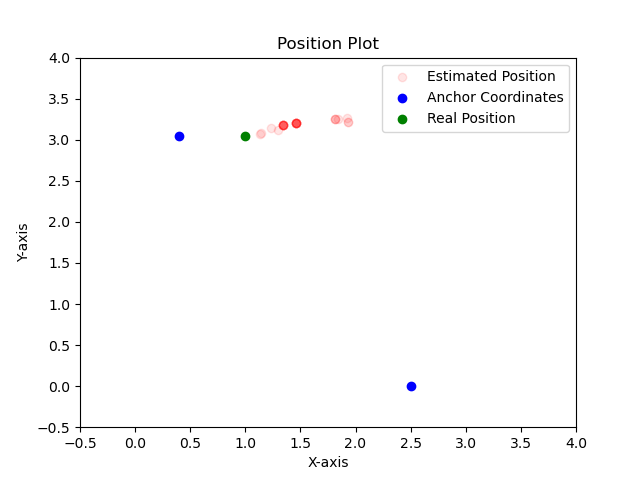 Position Plot
Estimated Position
Anchor Coordinates
Real Position
Y-axis
4.0
3.5
3.0
2.5
2.0
1.5
1.0
0.5
0.0
−0.5
−0.5 0.0 0.5 1.0 1.5 2.0 2.5 3.0 3.5 4.0
X-axis